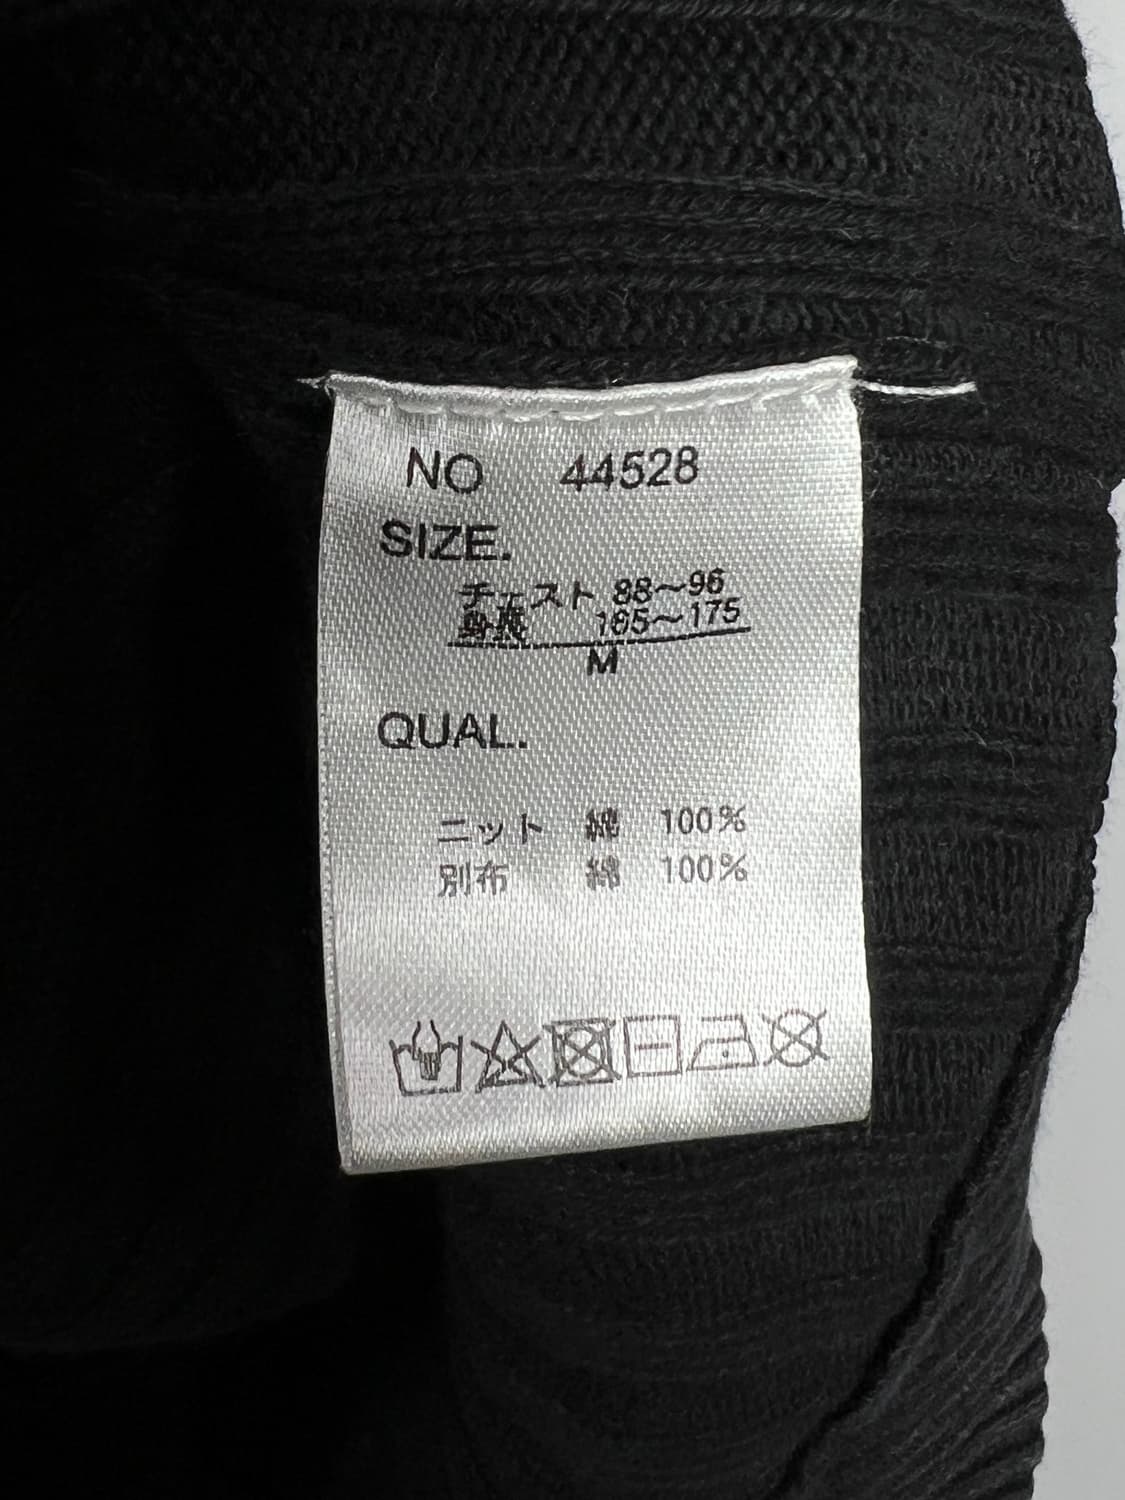 NO 44528
SIZE.
チェスト 88～96
身長 165～175
M
QUAL.
ニット 綿 100%
別布 綿 100%